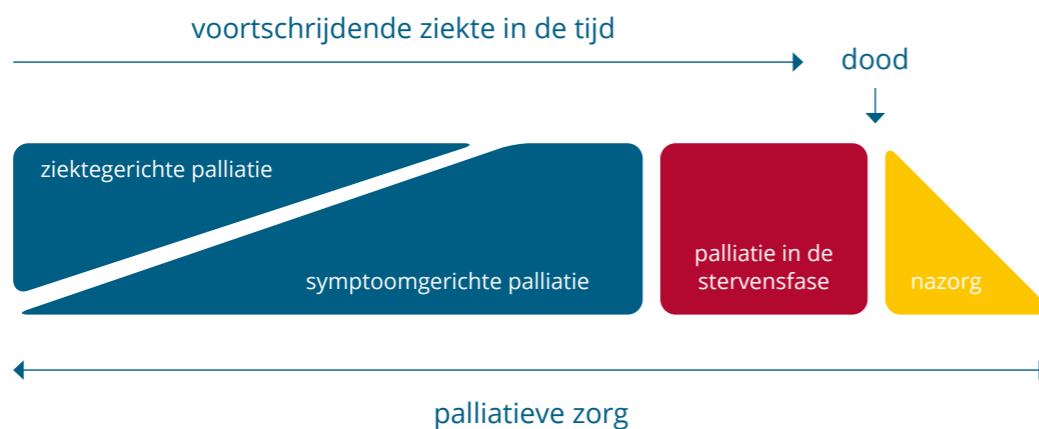 voortschrijdende ziekte in de tijd
dood
ziektegerichte palliatie
symptoomgerichte palliatie
palliatie in de
stervensfase
nazorg
palliatieve zorg